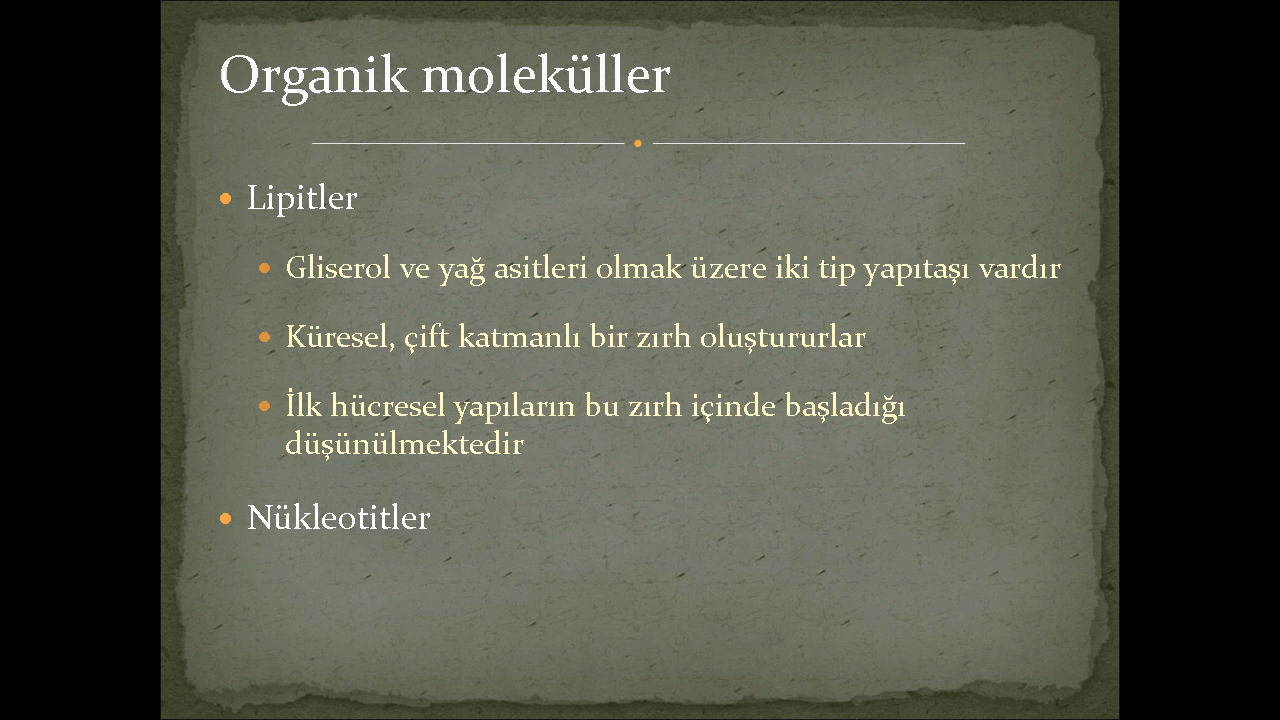 Organik moleküller
Lipitler
Gliserol ve yağ asitleri olmak üzere iki tip yapıtaşı vardır
Küresel, çift katmanlı bir zırh oluştururlar
İlk hücresel yapıların bu zırh içinde başladığı
düşünülmektedir
Nükleotitler